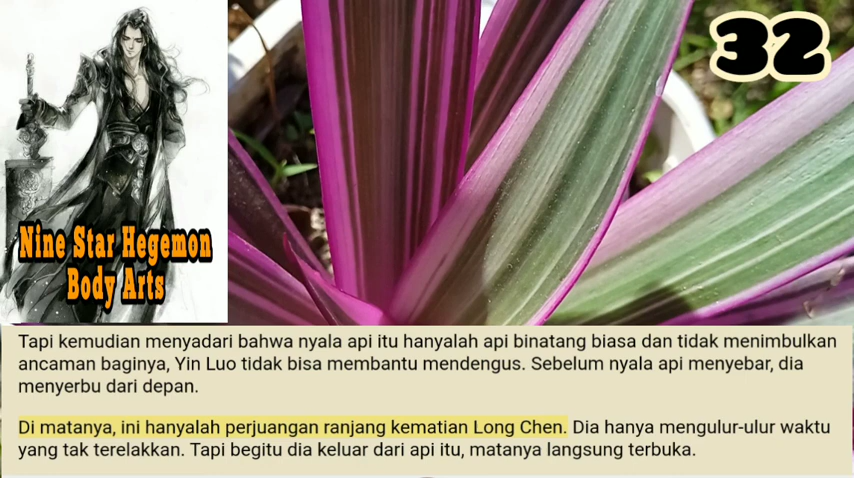 32
Nine Star Hegemon
Body Arts
Tapi kemudian menyadari bahwa nyala api itu hanyalah api binatang biasa dan tidak menimbulkan
ancaman baginya, Yin Luo tidak bisa membantu mendengus. Sebelum nyala api menyebar, dia
menyerbu dari depan.
Di matanya, ini hanyalah perjuangan ranjang kematian Long Chen. Dia hanya mengulur-ulur waktu
yang tak terelakkan. Tapi begitu dia keluar dari api itu, matanya langsung terbuka.